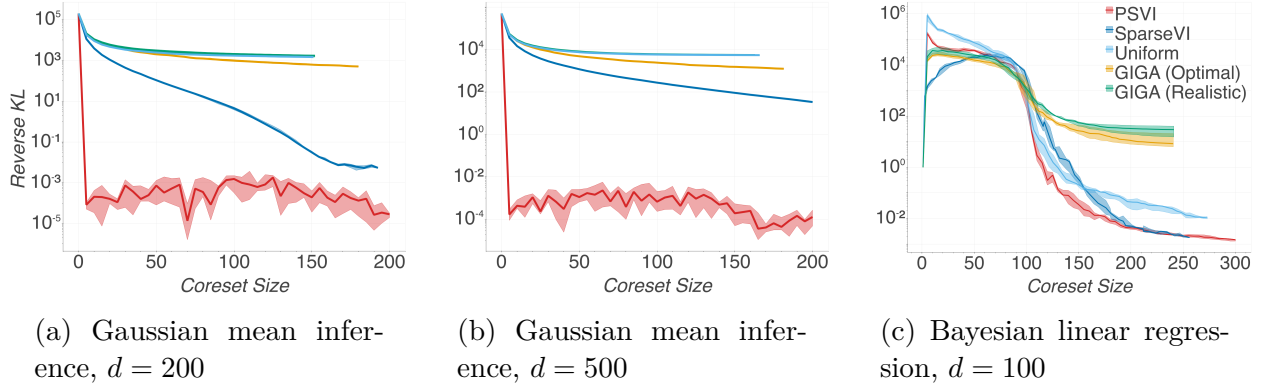 Reverse KL
10^5
10^3
10^1
10^-1
10^-3
10^-5
0 50 100 150 200
Coreset Size
10^4
10^2
10^0
10^-2
10^-4
0 50 100 150 200
Coreset Size
10^6
10^4
10^2
10^0
10^-2
0 50 100 150 200 250 300
Coreset Size
PSVI
SparseVI
Uniform
GIGA (Optimal)
GIGA (Realistic)
(a) Gaussian mean infer-
ence, d = 200
(b) Gaussian mean infer-
ence, d = 500
(c) Bayesian linear regres-
sion, d = 100